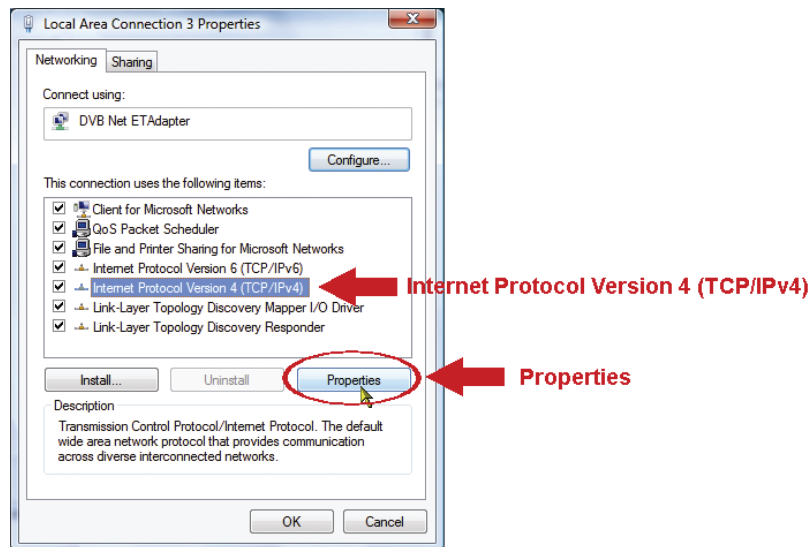 Local Area Connection 3 Properties
Networking
Sharing
Connect using:
DVB Net ETAdapter
Configure...
This connection uses the following items:
Client for Microsoft Networks
QoS Packet Scheduler
File and Printer Sharing for Microsoft Networks
Internet Protocol Version 6 (TCP/IPv6)
Internet Protocol Version 4 (TCP/IPv4)
Internet Protocol Version 4 (TCP/IPv4)
Link-Layer Topology Discovery Mapper I/O Driver
Link-Layer Topology Discovery Responder
Install...
Uninstall
Properties
Properties
Description
Transmission Control Protocol/Internet Protocol. The default
wide area network protocol that provides communication
across diverse interconnected networks.
OK
Cancel